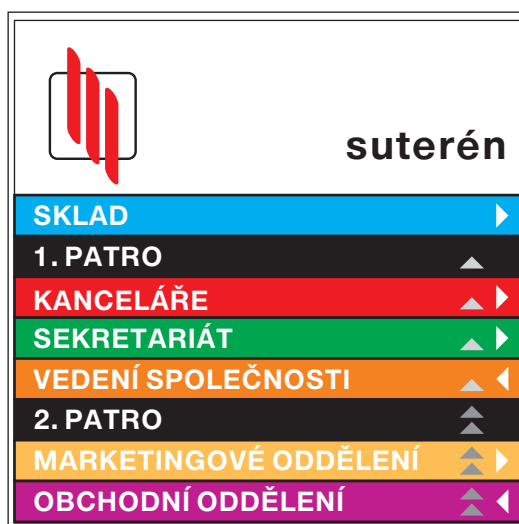 suterén
SKLAD
1. PATRO
KANCELÁŘE
SEKRETARIÁT
VEDENÍ SPOLEČNOSTI
2. PATRO
MARKETINGOVÉ ODDĚLENÍ
OBCHODNÍ ODDĚLENÍ